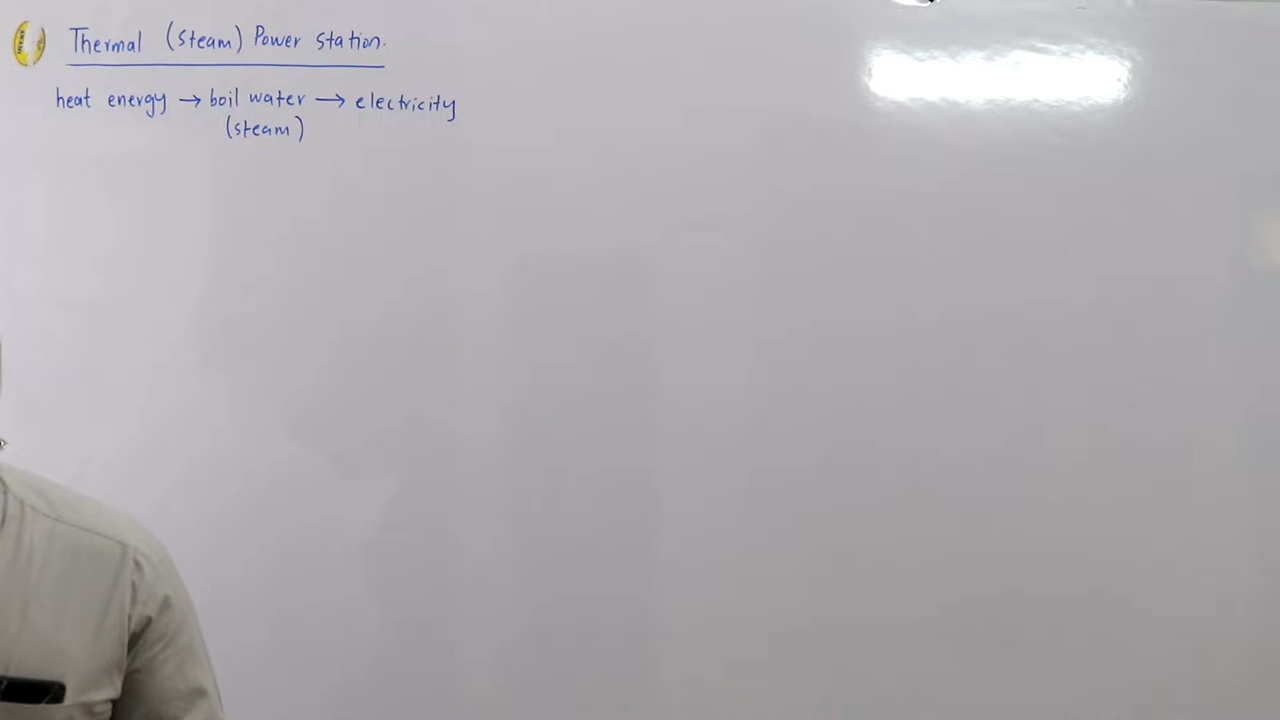 Thermal (Steam) Power Station.
heat energy → boil water → electricity
(steam)